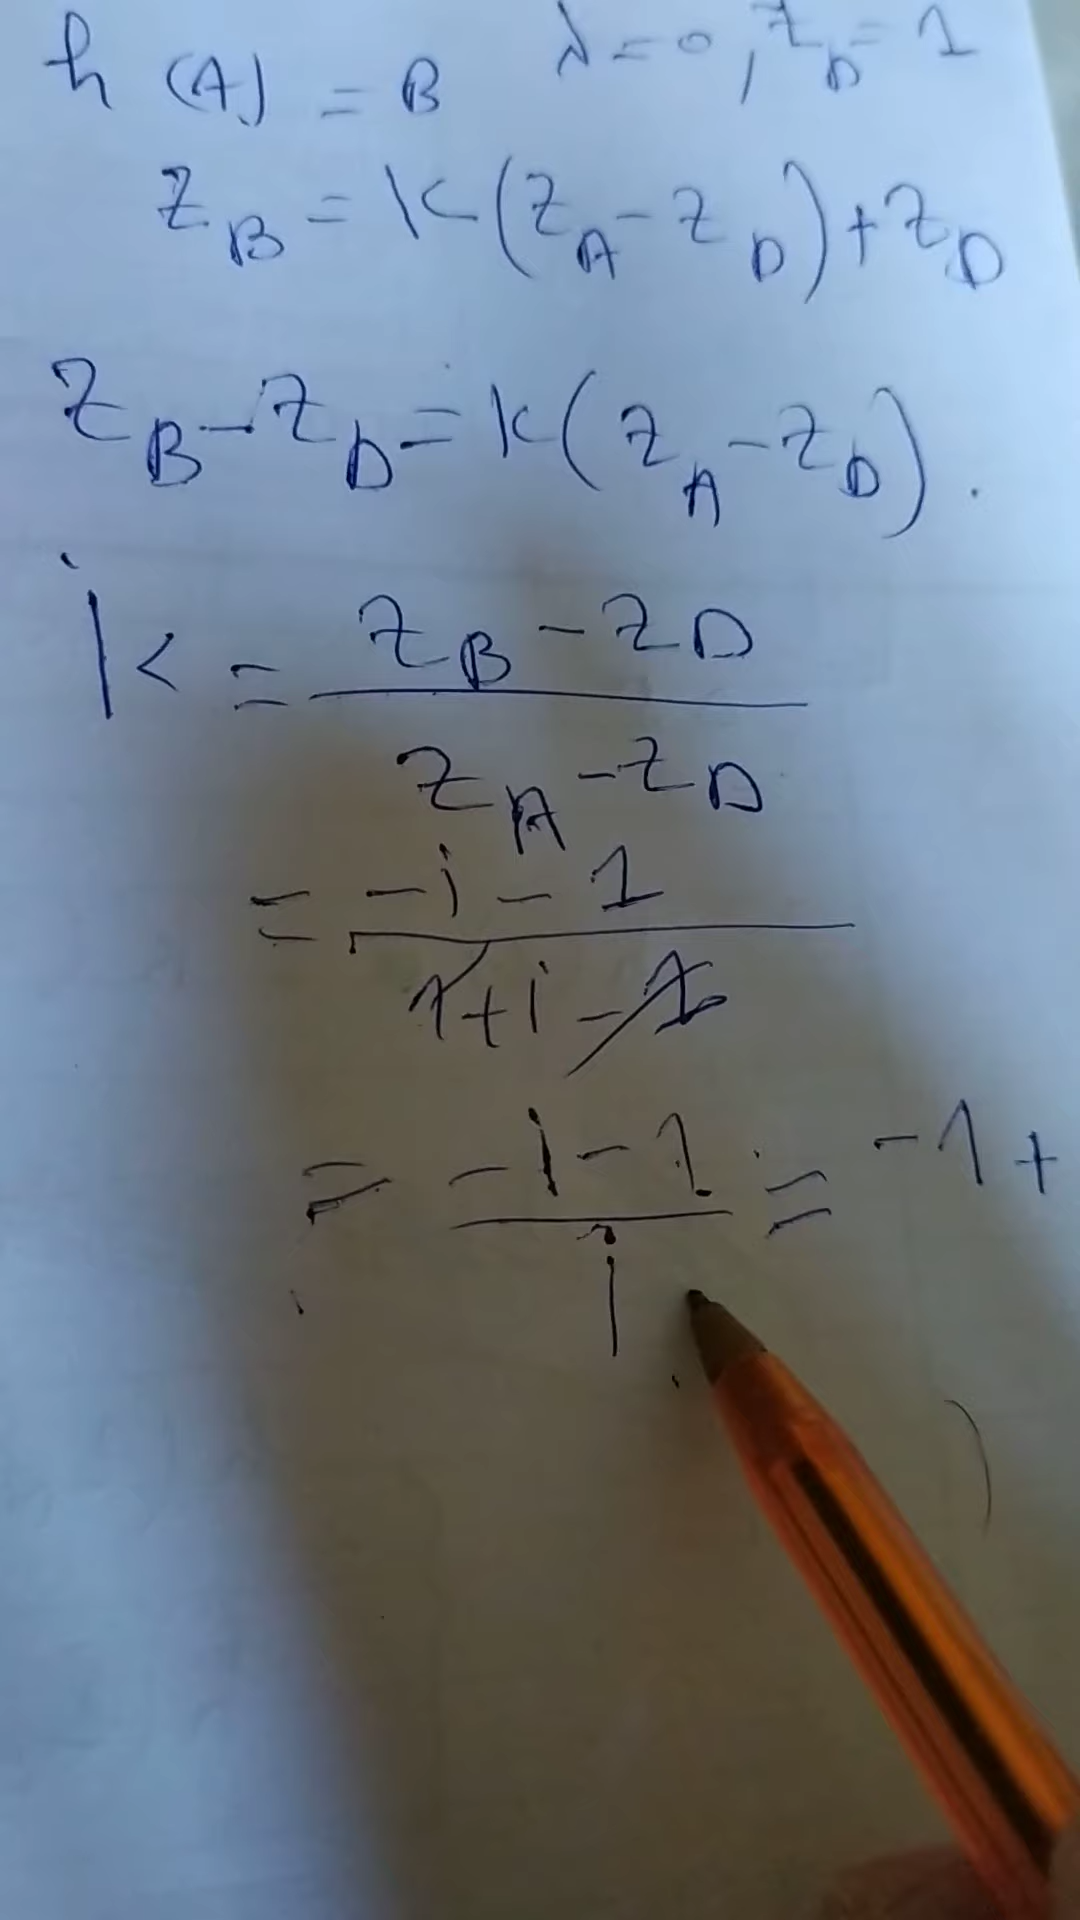 h (A) = B λ = 0, z_D = 1
z_B = k(z_A - z_D) + z_D
z_B - z_D = k(z_A - z_D).
k = (z_B - z_D) / (z_A - z_D)
= (-i - 1) / (1 + i - 1)
= (-i - 1) / i = -1 +